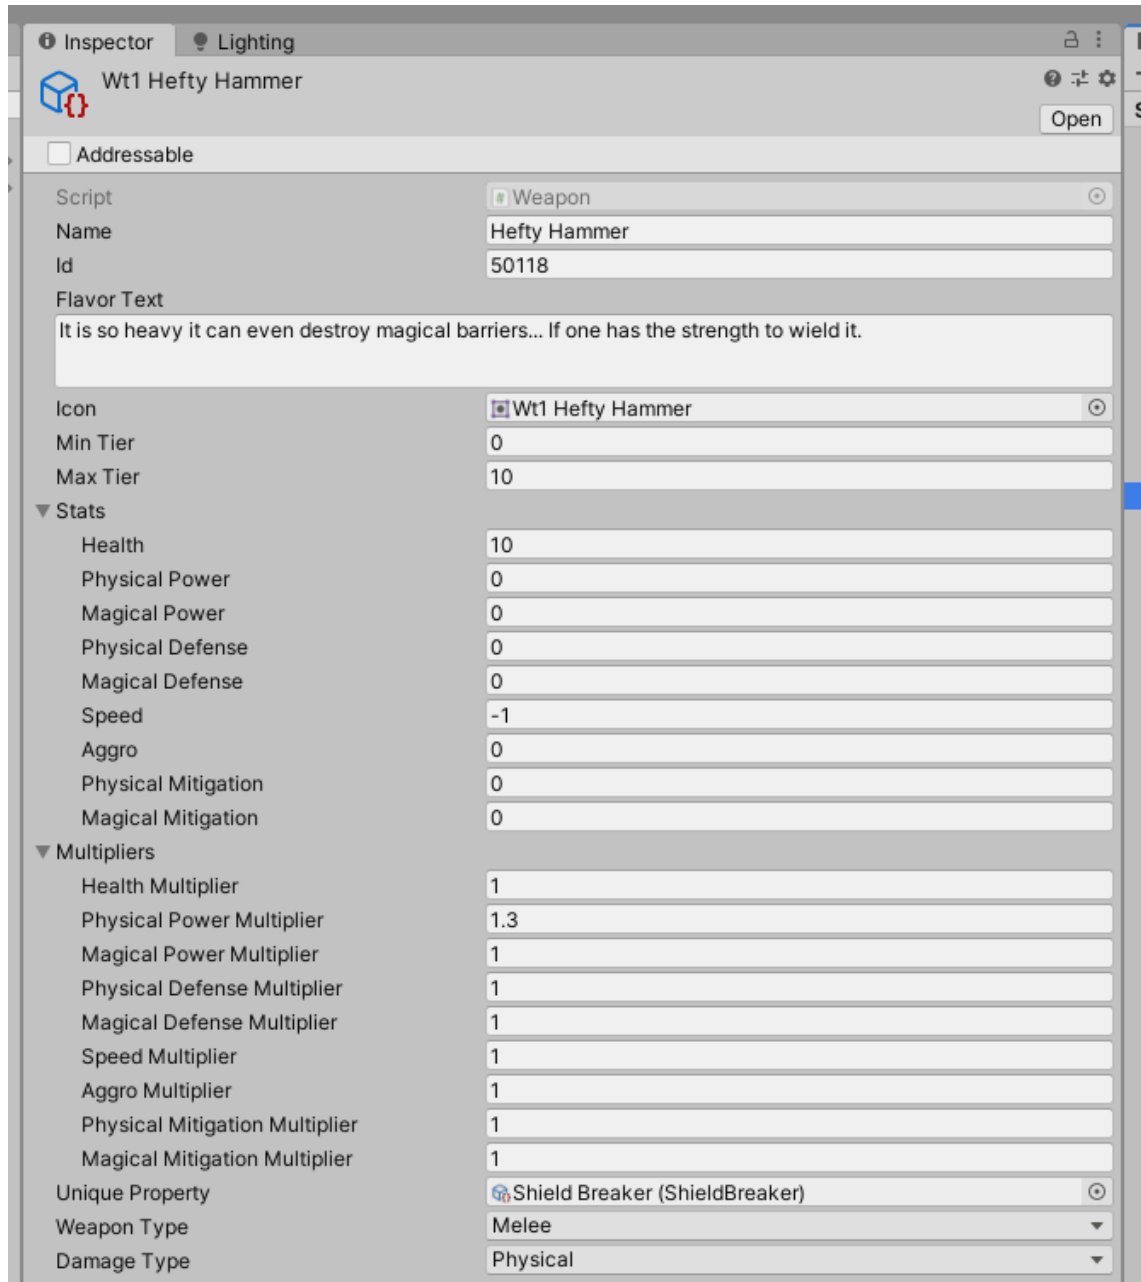 Inspector Lighting
Wt1 Hefty Hammer
Open
Addressable
Script Weapon
Name Hefty Hammer
Id 50118
Flavor Text
It is so heavy it can even destroy magical barriers... If one has the strength to wield it.
Icon Wt1 Hefty Hammer
Min Tier 0
Max Tier 10
Stats
Health 10
Physical Power 0
Magical Power 0
Physical Defense 0
Magical Defense 0
Speed -1
Aggro 0
Physical Mitigation 0
Magical Mitigation 0
Multipliers
Health Multiplier 1
Physical Power Multiplier 1.3
Magical Power Multiplier 1
Physical Defense Multiplier 1
Magical Defense Multiplier 1
Speed Multiplier 1
Aggro Multiplier 1
Physical Mitigation Multiplier 1
Magical Mitigation Multiplier 1
Unique Property Shield Breaker (ShieldBreaker)
Weapon Type Melee
Damage Type Physical